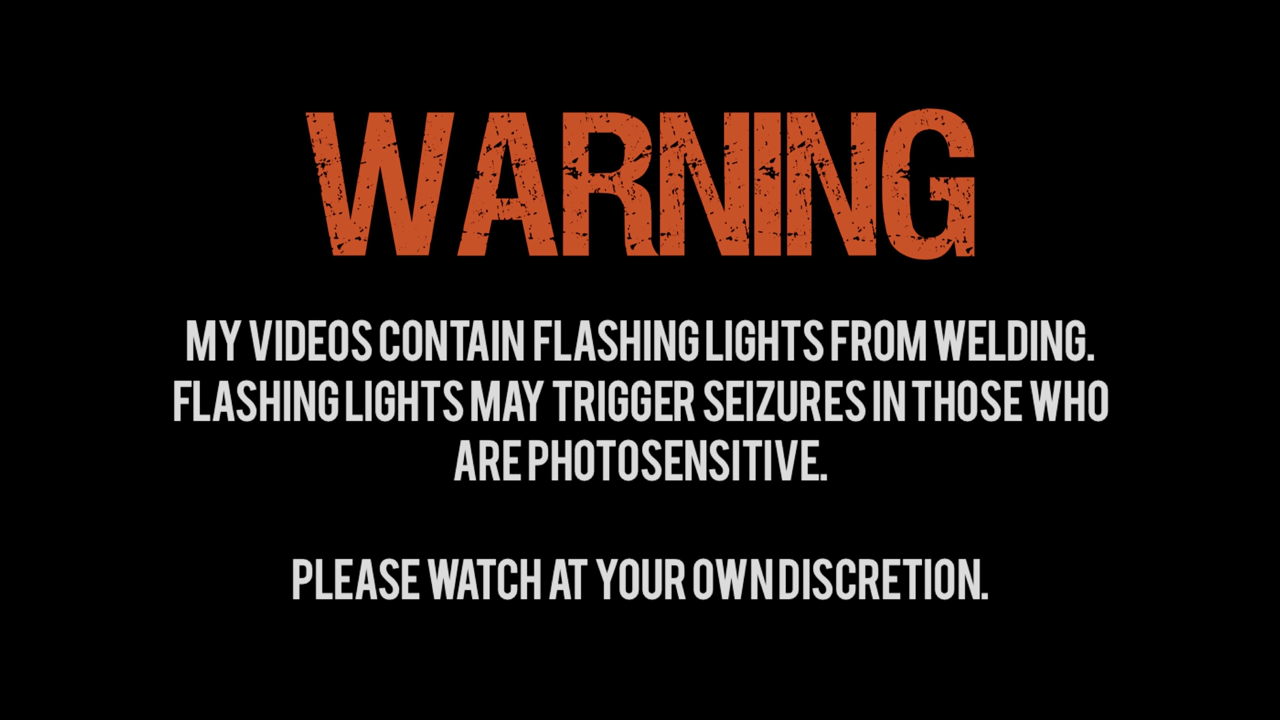 WARNING
MY VIDEOS CONTAIN FLASHING LIGHTS FROM WELDING.
FLASHING LIGHTS MAY TRIGGER SEIZURES IN THOSE WHO
ARE PHOTOSENSITIVE.
PLEASE WATCH AT YOUR OWN DISCRETION.